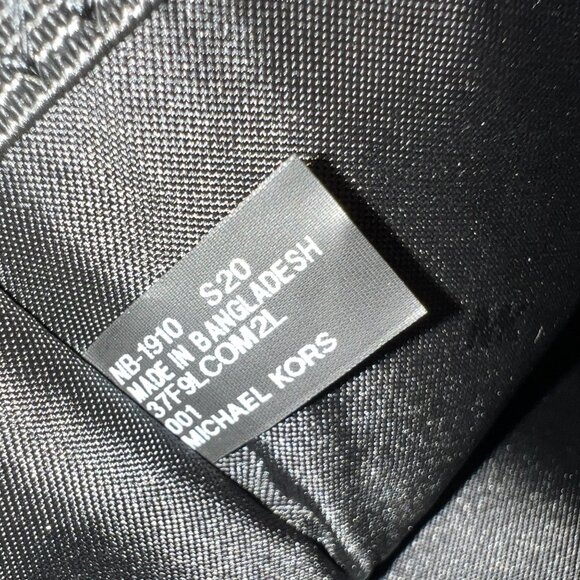 NB-1910 S20
MADE IN BANGLADESH
37F9LCOM2L
001
MICHAEL KORS